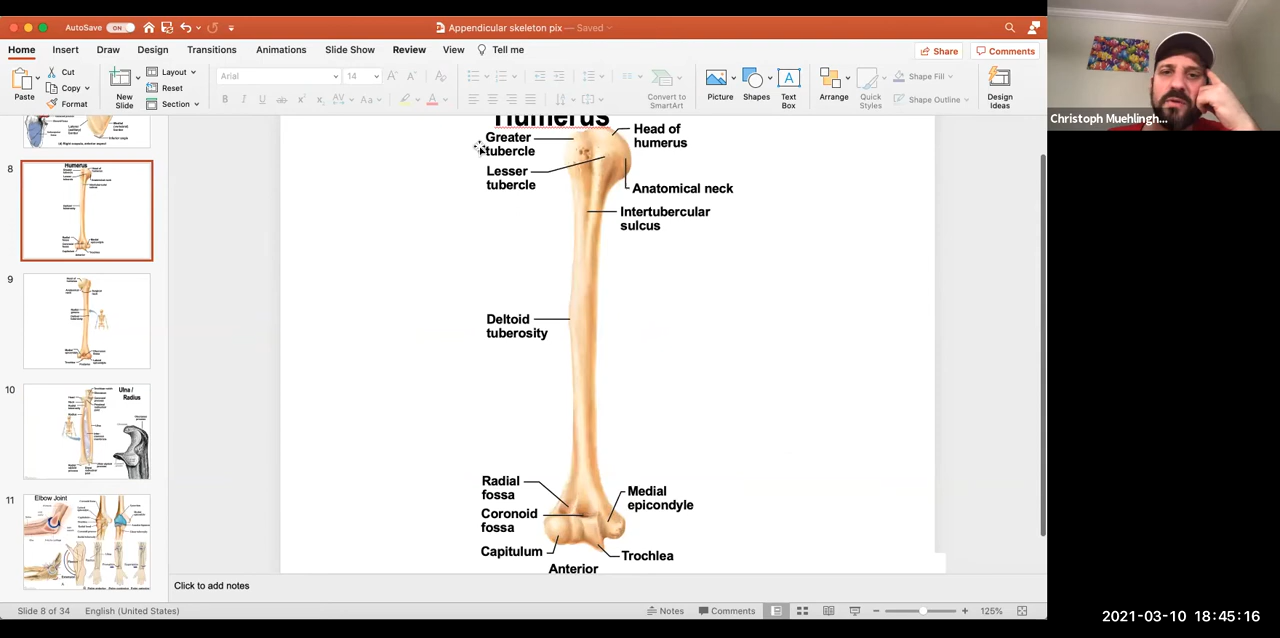 AutoSave ON
Appendicular skeleton pix — Saved
Home Insert Draw Design Transitions Animations Slide Show Review View Tell me
Share Comments
Paste
Cut
Copy
Format
New
Slide
Layout
Reset
Section
Arial 14
Convert to
SmartArt
Picture
Shapes
Text
Box
Arrange
Quick
Styles
Shape Fill
Shape Outline
Design
Ideas
Christoph Muehlingh...
8
Humerus
9
10
Ulna /
Radius
11
Elbow Joint
Humerus
Greater
tubercle
Head of
humerus
Lesser
tubercle
Anatomical neck
Intertubercular
sulcus
Deltoid
tuberosity
Radial
fossa
Medial
epicondyle
Coronoid
fossa
Capitulum
Trochlea
Anterior
Click to add notes
Slide 8 of 34 English (United States)
Notes Comments 125%
2021-03-10 18:45:16